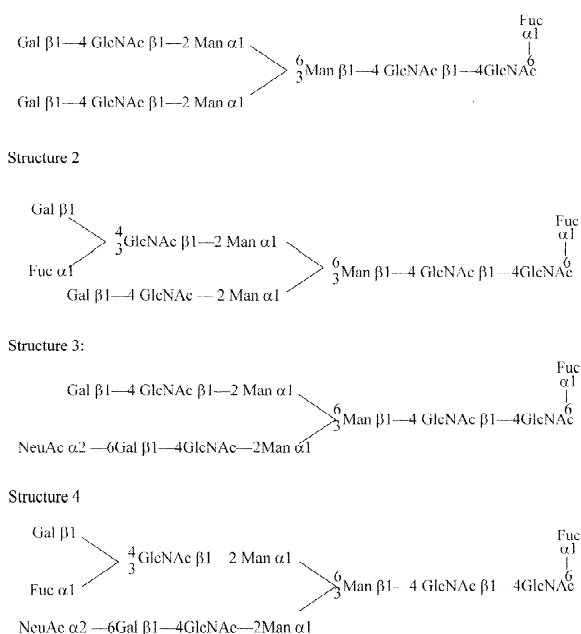 Fuc
α1
Gal β1—4 GlcNAc β1—2 Man α1
6
3 Man β1—4 GlcNAc β1—4GlcNAc
6
Gal β1—4 GlcNAc β1—2 Man α1
Structure 2
Gal β1
Fuc
α1
4
3 GlcNAc β1—2 Man α1
6
3 Man β1—4 GlcNAc β1—4GlcNAc
6
Fuc α1
Gal β1—4 GlcNAc — 2 Man α1
Structure 3:
Fuc
α1
Gal β1—4 GlcNAc β1—2 Man α1
6
3 Man β1—4 GlcNAc β1—4GlcNAc
6
NeuAc α2 —6Gal β1—4GlcNAc—2Man α1
Structure 4
Gal β1
Fuc
α1
4
3 GlcNAc β1 2 Man α1
6
3 Man β1- 4 GlcNAc β1 4GlcNAc
6
Fuc α1
NeuAc α2 —6Gal β1—4GlcNAc—2Man α1